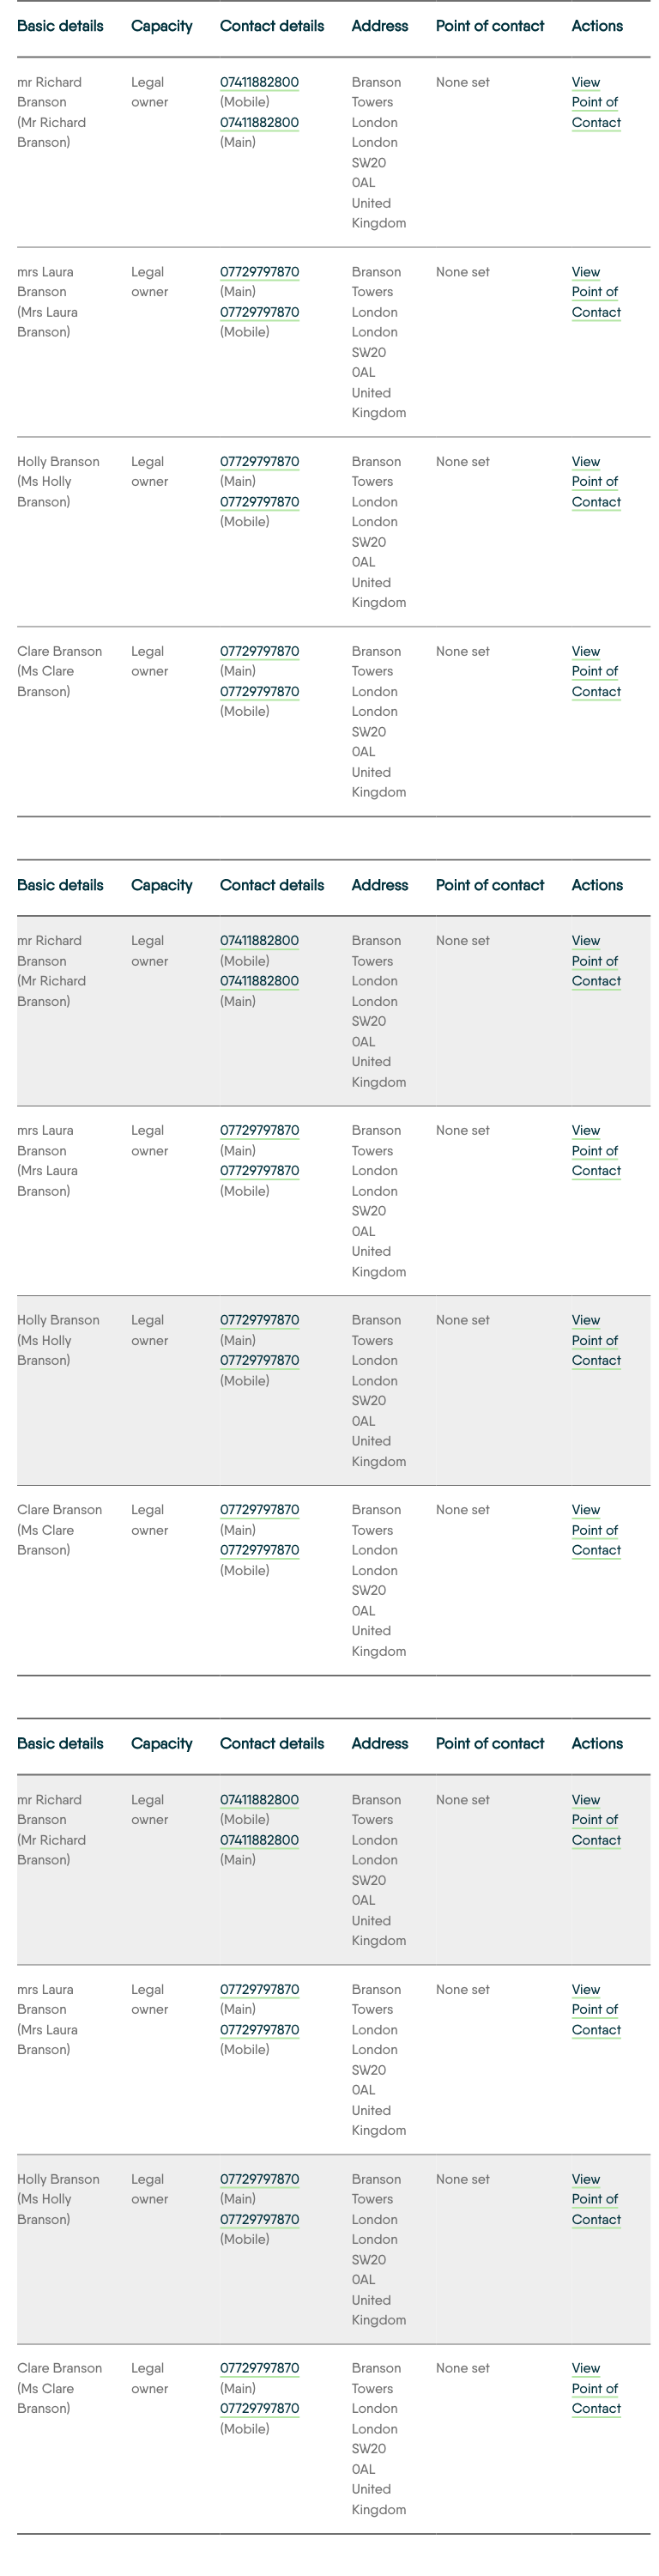 Basic details Capacity Contact details Address Point of contact Actions
mr Richard Legal 07411882800 Branson None set View
Branson owner (Mobile) Towers Point of
(Mr Richard 07411882800 London Contact
Branson) (Main) London
SW20
0AL
United
Kingdom
mrs Laura Legal 07729797870 Branson None set View
Branson owner (Main) Towers Point of
(Mrs Laura 07729797870 London Contact
Branson) (Mobile) London
SW20
0AL
United
Kingdom
Holly Branson Legal 07729797870 Branson None set View
(Ms Holly owner (Main) Towers Point of
Branson) 07729797870 London Contact
(Mobile) London
SW20
0AL
United
Kingdom
Clare Branson Legal 07729797870 Branson None set View
(Ms Clare owner (Main) Towers Point of
Branson) 07729797870 London Contact
(Mobile) London
SW20
0AL
United
Kingdom
Basic details Capacity Contact details Address Point of contact Actions
mr Richard Legal 07411882800 Branson None set View
Branson owner (Mobile) Towers Point of
(Mr Richard 07411882800 London Contact
Branson) (Main) London
SW20
0AL
United
Kingdom
mrs Laura Legal 07729797870 Branson None set View
Branson owner (Main) Towers Point of
(Mrs Laura 07729797870 London Contact
Branson) (Mobile) London
SW20
0AL
United
Kingdom
Holly Branson Legal 07729797870 Branson None set View
(Ms Holly owner (Main) Towers Point of
Branson) 07729797870 London Contact
(Mobile) London
SW20
0AL
United
Kingdom
Clare Branson Legal 07729797870 Branson None set View
(Ms Clare owner (Main) Towers Point of
Branson) 07729797870 London Contact
(Mobile) London
SW20
0AL
United
Kingdom
Basic details Capacity Contact details Address Point of contact Actions
mr Richard Legal 07411882800 Branson None set View
Branson owner (Mobile) Towers Point of
(Mr Richard 07411882800 London Contact
Branson) (Main) London
SW20
0AL
United
Kingdom
mrs Laura Legal 07729797870 Branson None set View
Branson owner (Main) Towers Point of
(Mrs Laura 07729797870 London Contact
Branson) (Mobile) London
SW20
0AL
United
Kingdom
Holly Branson Legal 07729797870 Branson None set View
(Ms Holly owner (Main) Towers Point of
Branson) 07729797870 London Contact
(Mobile) London
SW20
0AL
United
Kingdom
Clare Branson Legal 07729797870 Branson None set View
(Ms Clare owner (Main) Towers Point of
Branson) 07729797870 London Contact
(Mobile) London
SW20
0AL
United
Kingdom